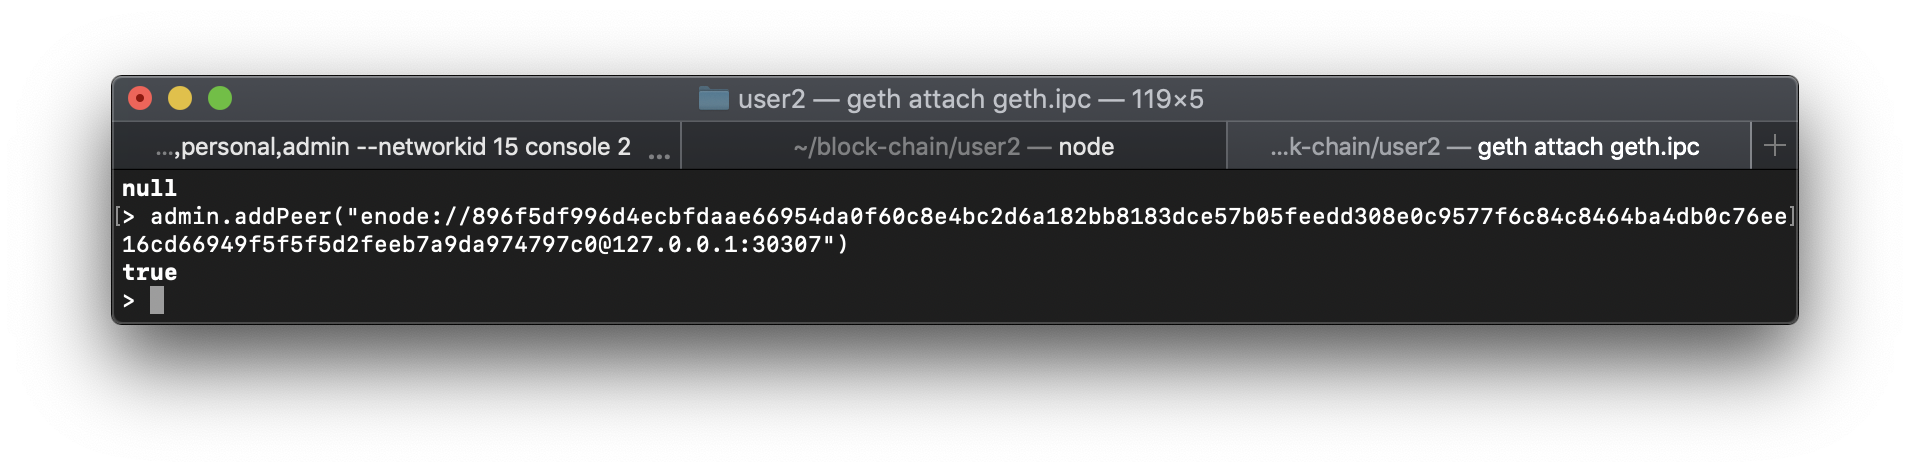 user2 — geth attach geth.ipc — 119×5
...,personal,admin --networkid 15 console 2 ...
~/block-chain/user2 — node
...k-chain/user2 — geth attach geth.ipc
null
> admin.addPeer("enode://896f5df996d4ecbfdaae66954da0f60c8e4bc2d6a182bb8183dce57b05feedd308e0c9577f6c84c8464ba4db0c76ee
16cd66949f5f5f5d2feeb7a9da974797c0@127.0.0.1:30307")
true
>